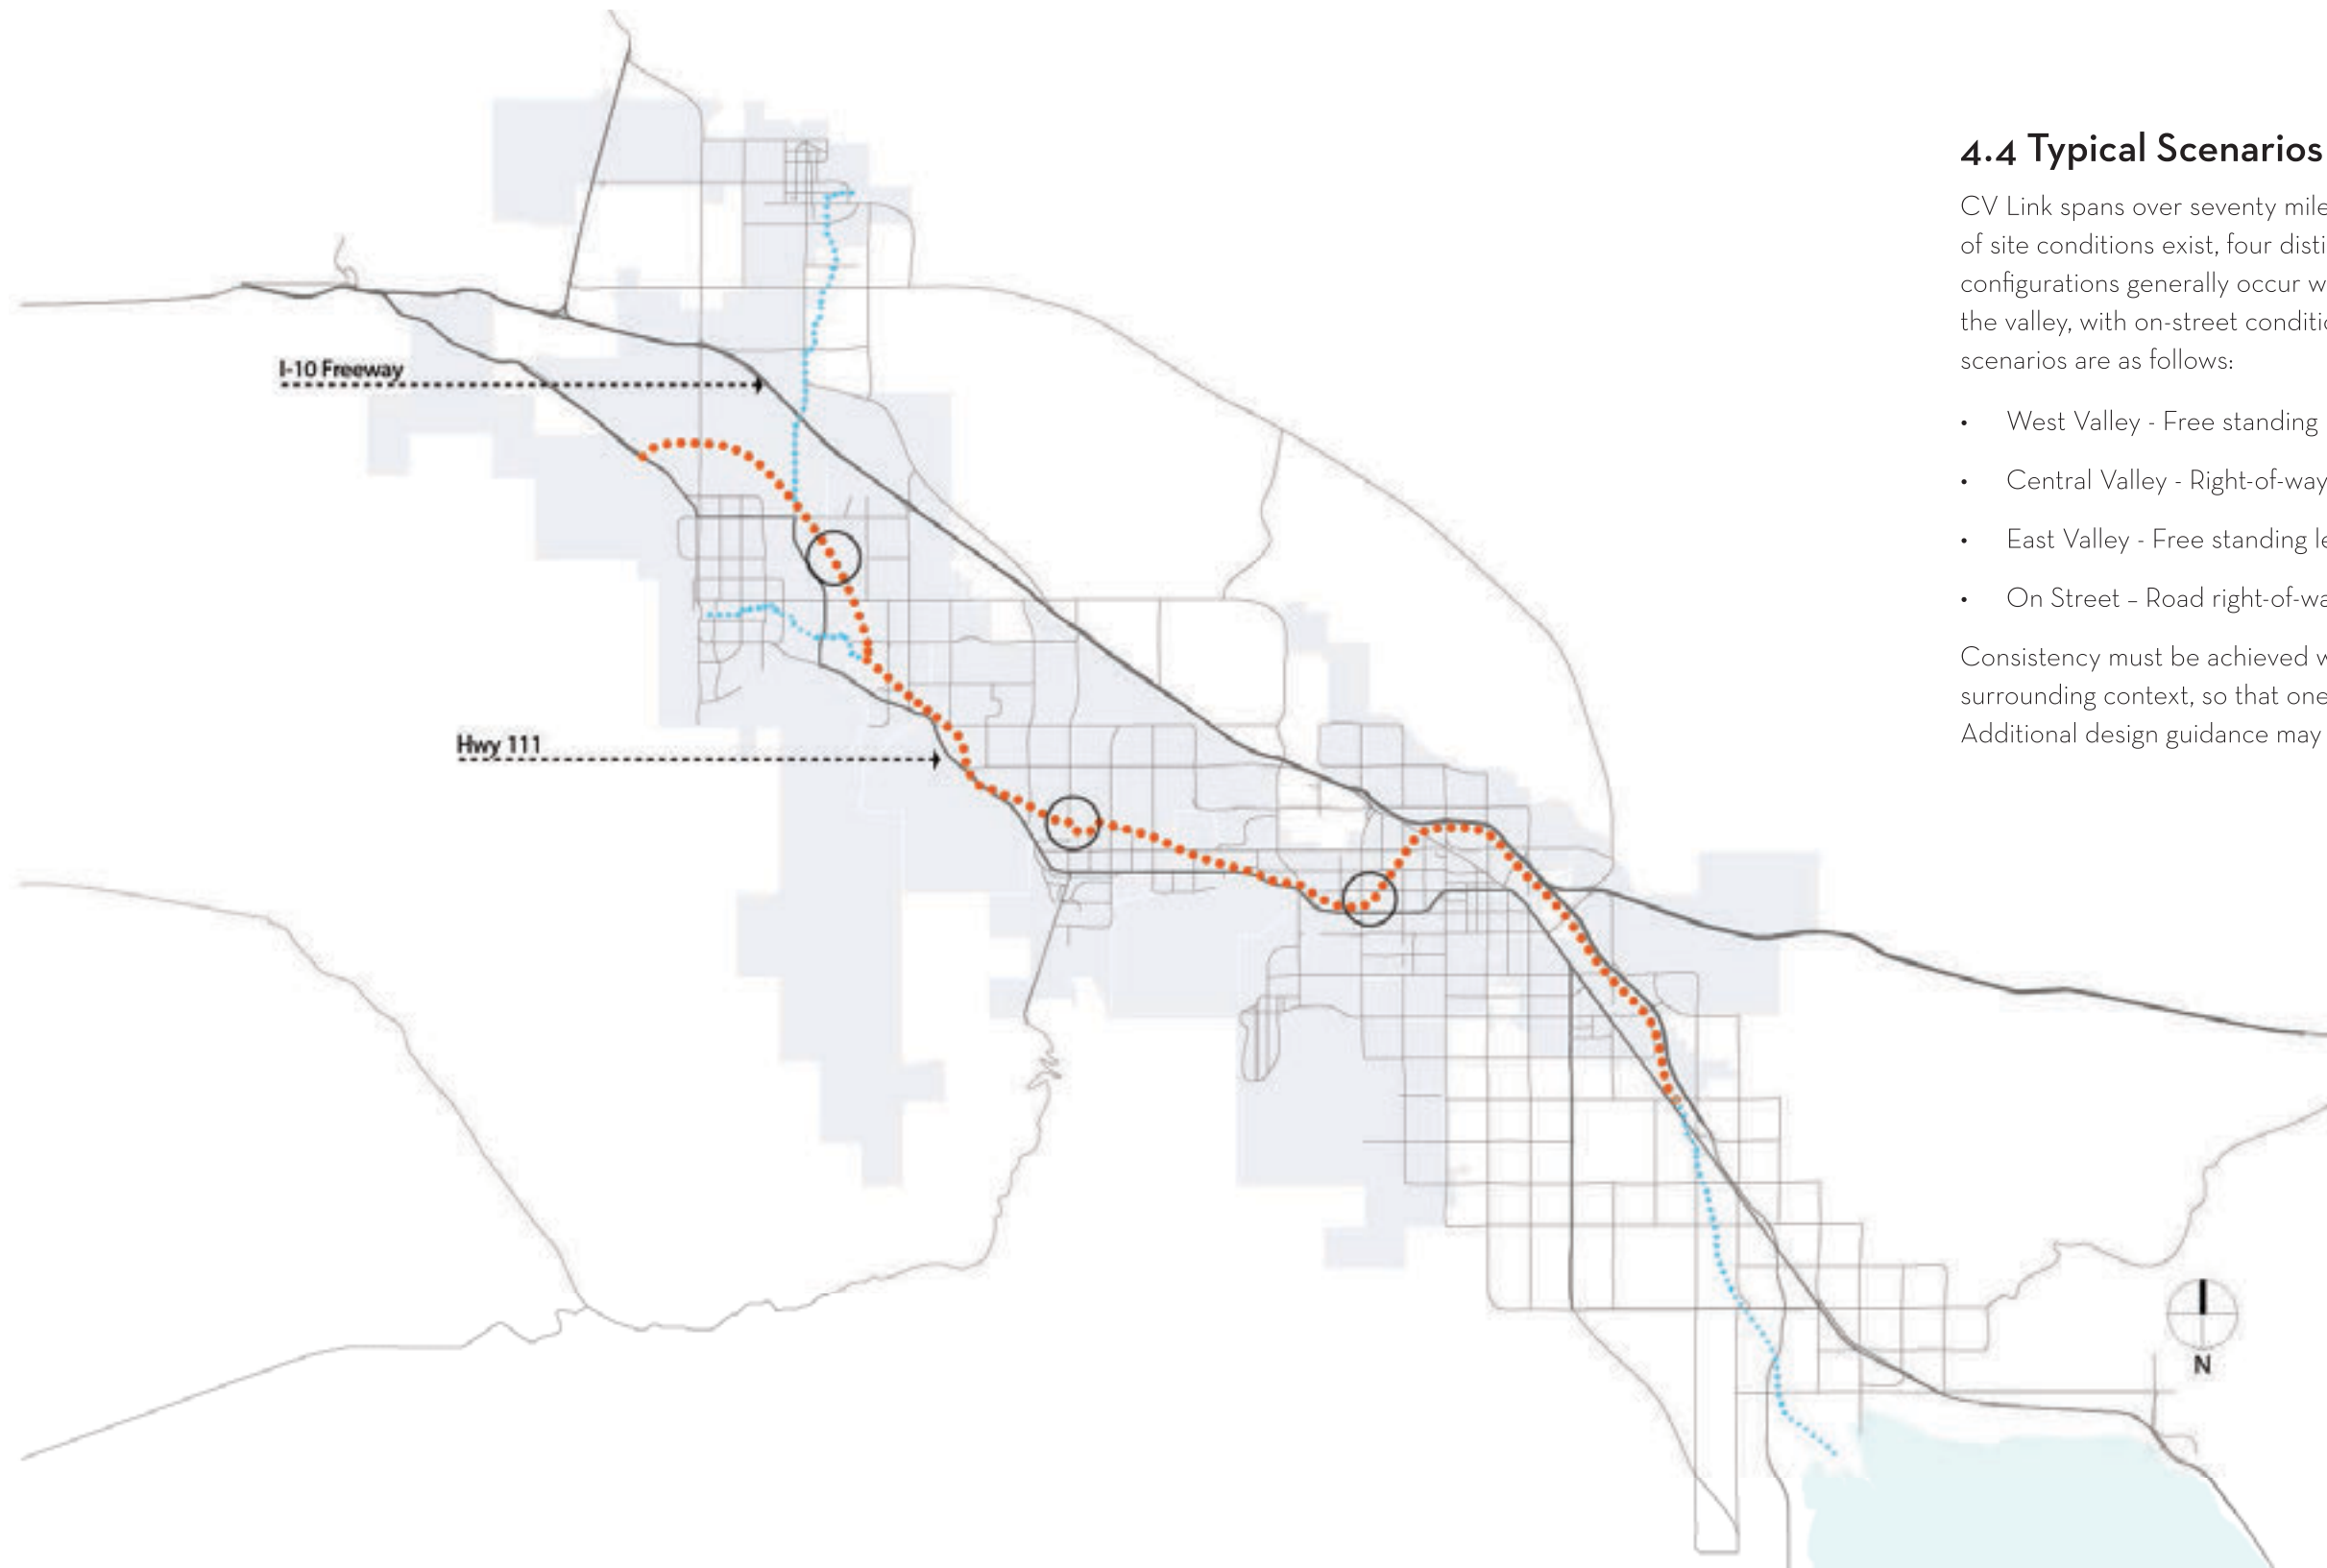 I-10 Freeway
Hwy 111
N
4.4 Typical Scenarios
CV Link spans over seventy mile
of site conditions exist, four disti
configurations generally occur w
the valley, with on-street conditio
scenarios are as follows:
• West Valley - Free standing
• Central Valley - Right-of-way
• East Valley - Free standing le
• On Street – Road right-of-wa
Consistency must be achieved w
surrounding context, so that one
Additional design guidance may